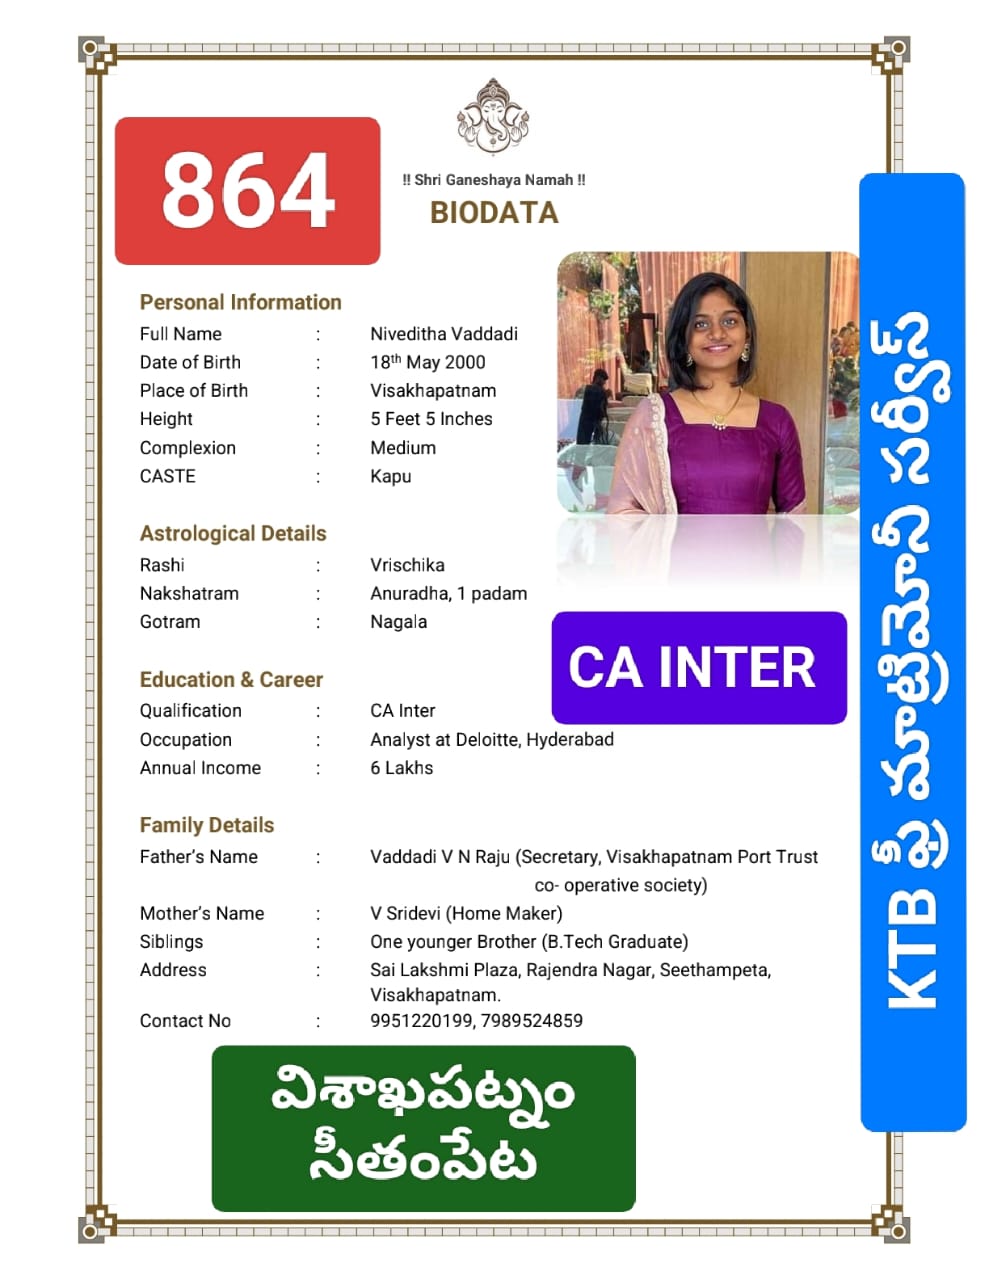 864
!! Shri Ganeshaya Namah !!
BIODATA
Personal Information
Full Name : Niveditha Vaddadi
Date of Birth : 18th May 2000
Place of Birth : Visakhapatnam
Height : 5 Feet 5 Inches
Complexion : Medium
CASTE : Kapu
Astrological Details
Rashi : Vrischika
Nakshatram : Anuradha, 1 padam
Gotram : Nagala
CA INTER
Education & Career
Qualification : CA Inter
Occupation : Analyst at Deloitte, Hyderabad
Annual Income : 6 Lakhs
Family Details
Father's Name : Vaddadi V N Raju (Secretary, Visakhapatnam Port Trust
co- operative society)
Mother's Name : V Sridevi (Home Maker)
Siblings : One younger Brother (B.Tech Graduate)
Address : Sai Lakshmi Plaza, Rajendra Nagar, Seethampeta,
Visakhapatnam.
Contact No : 9951220199, 7989524859
విశాఖపట్నం
సీతంపేట
KTB ఫ్రీ మాట్రిమోనీ సర్వీస్